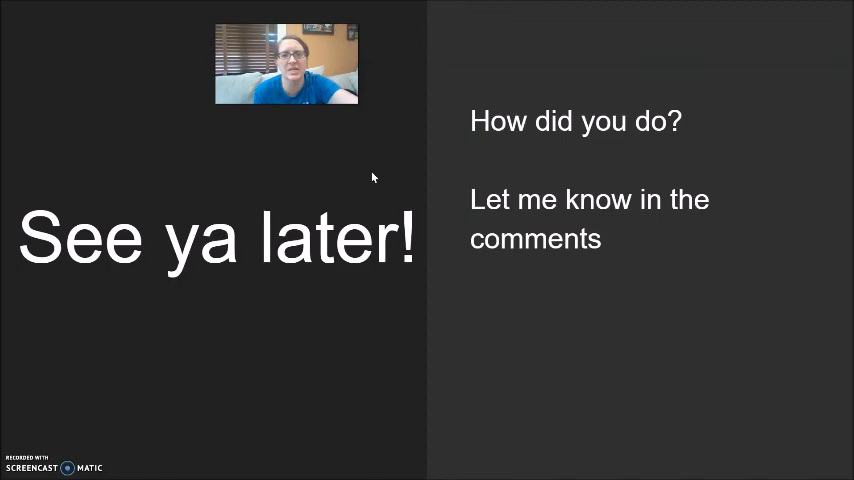 See ya later!
How did you do?
Let me know in the
comments
RECORDED WITH
SCREENCAST MATIC